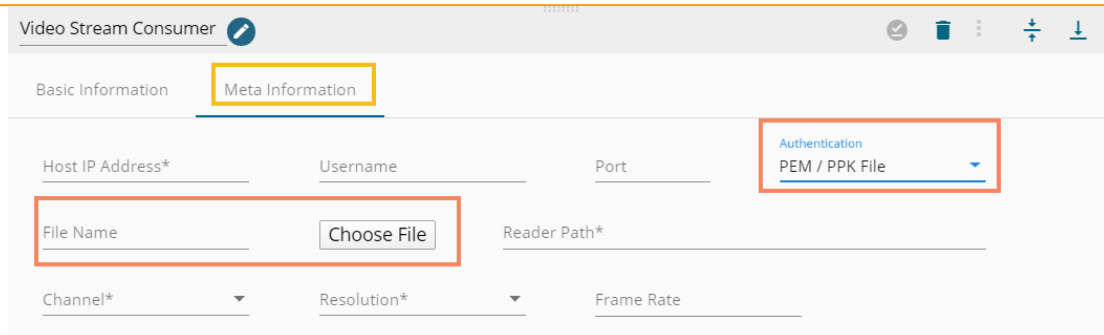 Video Stream Consumer
Basic Information Meta Information
Authentication
Host IP Address* Username Port PEM / PPK File
File Name Choose File Reader Path*
Channel* Resolution* Frame Rate